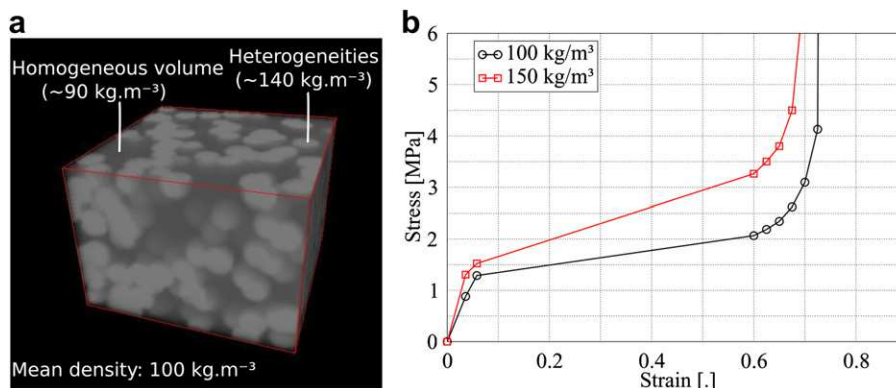 a
Homogeneous volume
(~90 kg.m⁻³)
Heterogeneities
(~140 kg.m⁻³)
Mean density: 100 kg.m⁻³
b
100 kg/m³
150 kg/m³
Stress [MPa]
6
5
4
3
2
1
0
0 0.2 0.4 0.6 0.8
Strain [.]